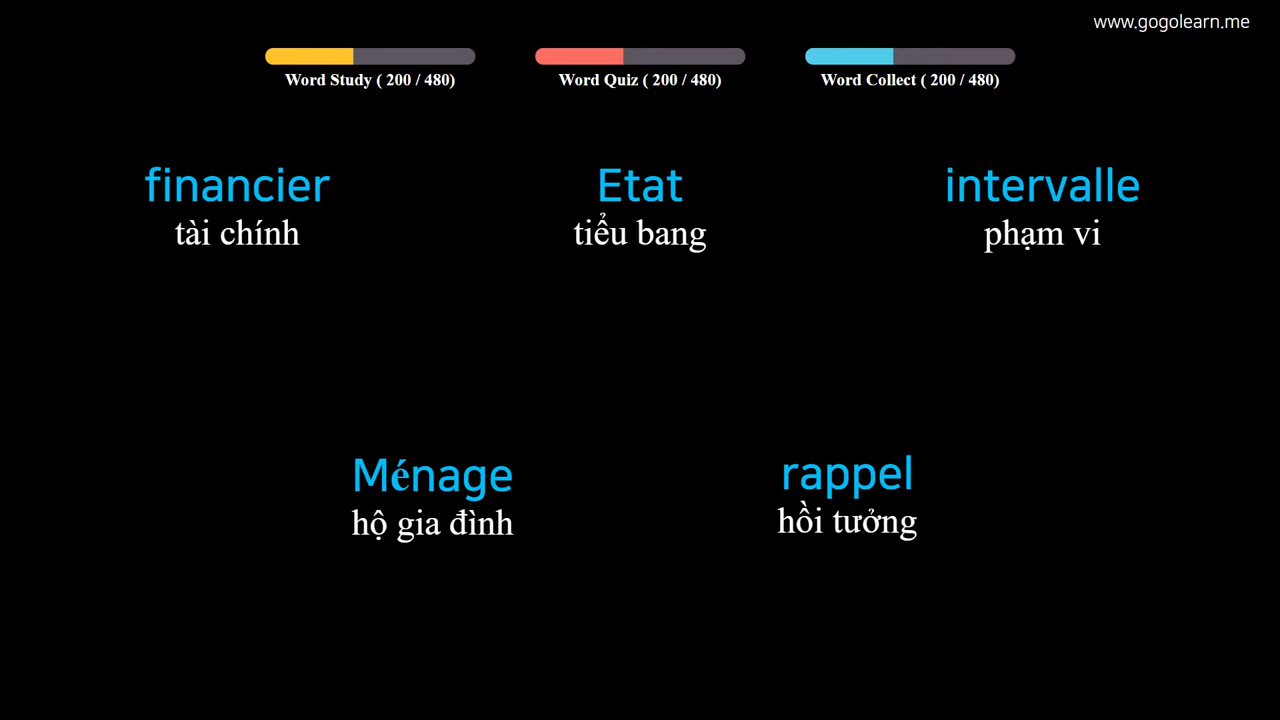 www.gogolearn.me
Word Study ( 200 / 480)
Word Quiz ( 200 / 480)
Word Collect ( 200 / 480)
financier
tài chính
Etat
tiểu bang
intervalle
phạm vi
Ménage
hộ gia đình
rappel
hồi tưởng